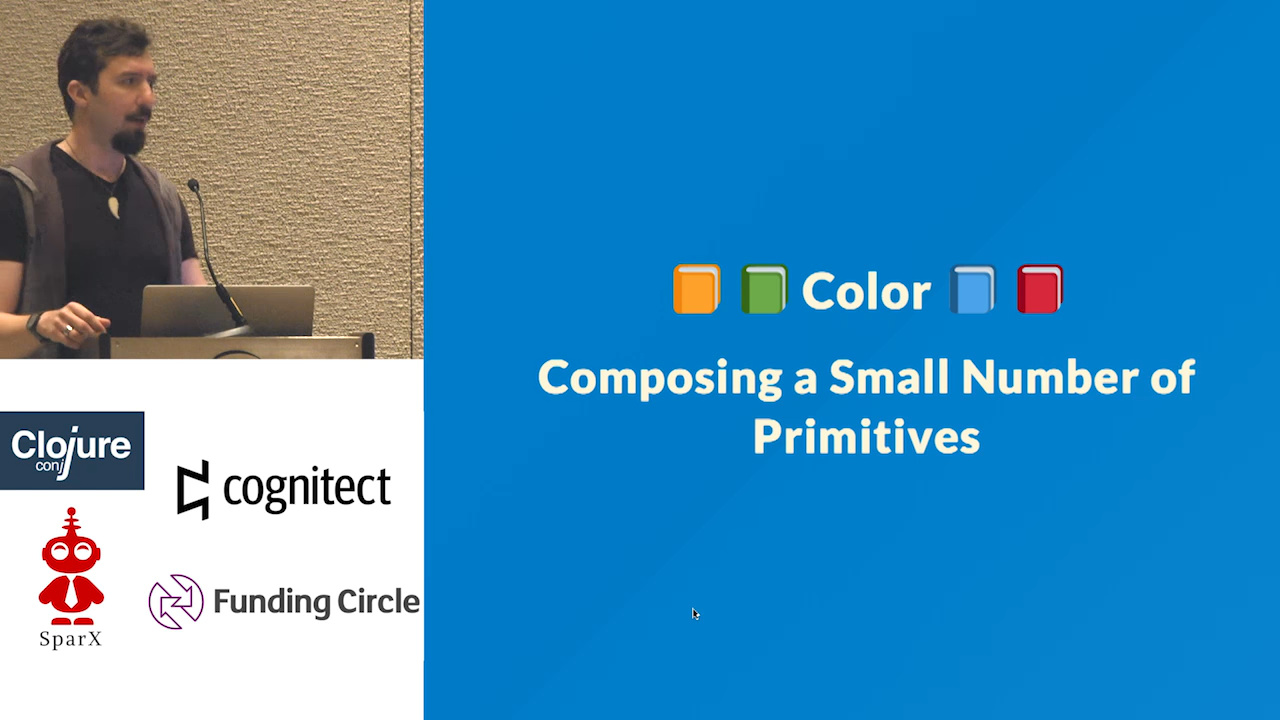 Color
Composing a Small Number of
Primitives
Clojure
conj
cognitect
SparX
Funding Circle